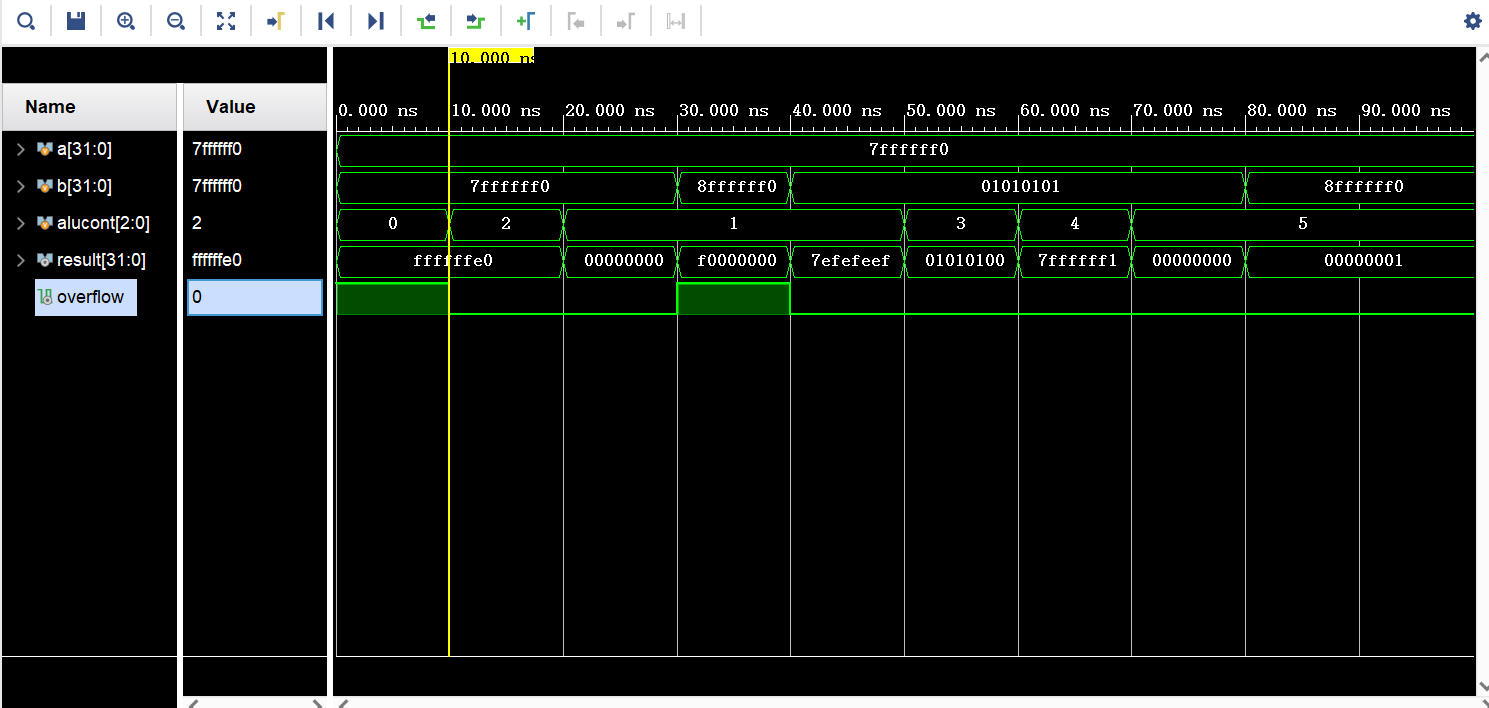 10.000 ns
Name Value
0.000 ns 10.000 ns 20.000 ns 30.000 ns 40.000 ns 50.000 ns 60.000 ns 70.000 ns 80.000 ns 90.000 ns
a[31:0] 7ffffff0 7ffffff0
b[31:0] 7ffffff0 7ffffff0 8ffffff0 01010101 8ffffff0
alucont[2:0] 2 0 2 1 3 4 5
result[31:0] ffffffe0 ffffffe0 00000000 f0000000 7efefeef 01010100 7ffffff1 00000000 00000001
overflow 0